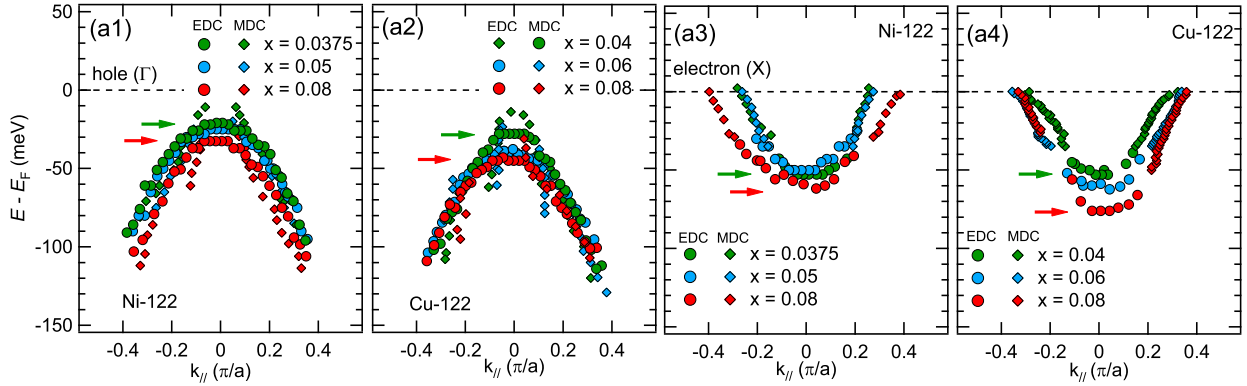 (a1)
EDC MDC
x = 0.0375
x = 0.05
x = 0.08
hole (Γ)
Ni-122
50
0
-50
-100
-150
E - E_F (meV)
-0.4 -0.2 0 0.2 0.4
k_// (π/a)
(a2)
EDC MDC
x = 0.04
x = 0.06
x = 0.08
Cu-122
-0.4 -0.2 0 0.2 0.4
k_// (π/a)
(a3)
Ni-122
electron (X)
EDC MDC
x = 0.0375
x = 0.05
x = 0.08
-0.4 -0.2 0 0.2 0.4
k_// (π/a)
(a4)
Cu-122
EDC MDC
x = 0.04
x = 0.06
x = 0.08
-0.4 -0.2 0 0.2 0.4
k_// (π/a)